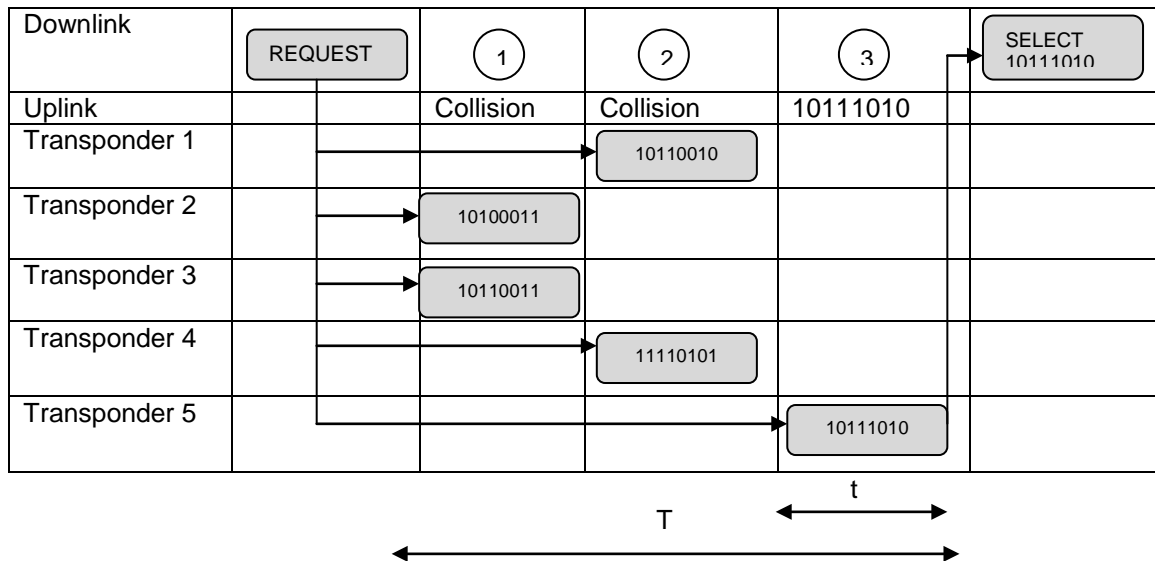 Downlink
REQUEST
1
2
3
SELECT
10111010
Uplink
Collision
Collision
10111010
Transponder 1
10110010
Transponder 2
10100011
Transponder 3
10110011
Transponder 4
11110101
Transponder 5
10111010
t
T